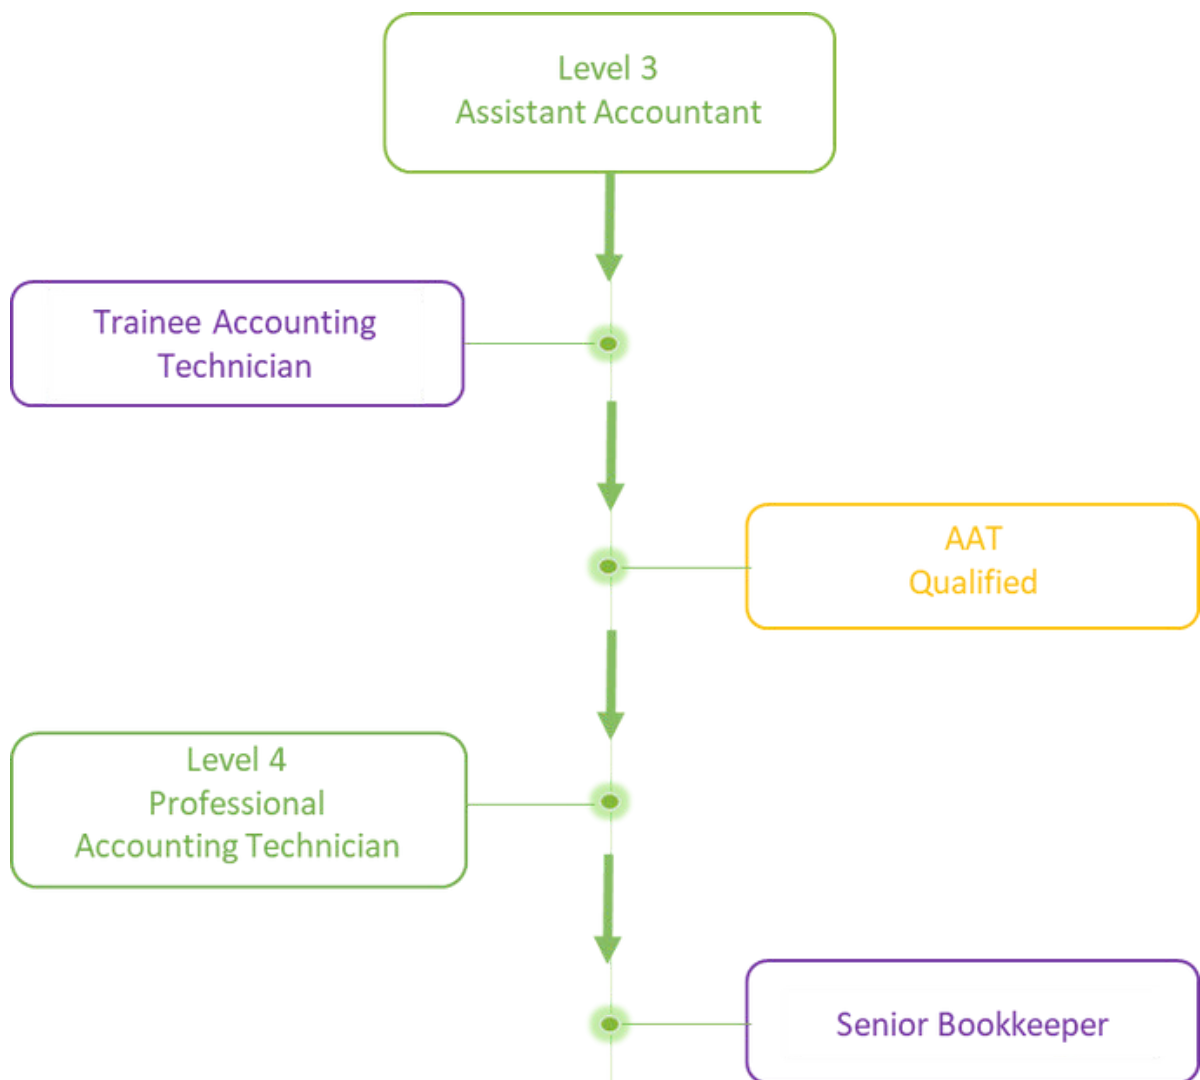 Level 3
Assistant Accountant
Trainee Accounting
Technician
AAT
Qualified
Level 4
Professional
Accounting Technician
Senior Bookkeeper